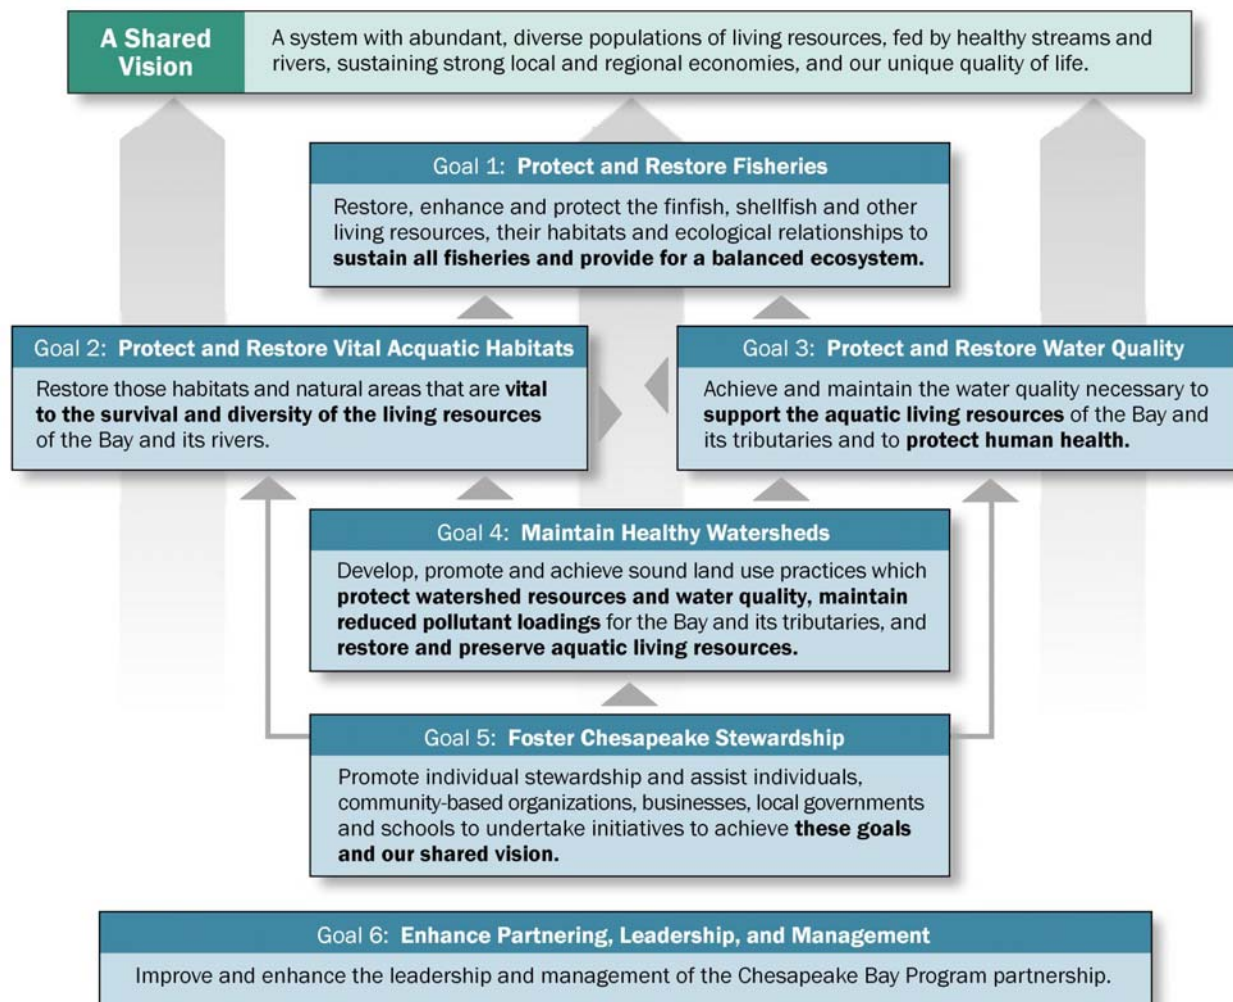 A Shared
Vision
A system with abundant, diverse populations of living resources, fed by healthy streams and
rivers, sustaining strong local and regional economies, and our unique quality of life.
Goal 1: Protect and Restore Fisheries
Restore, enhance and protect the finfish, shellfish and other
living resources, their habitats and ecological relationships to
sustain all fisheries and provide for a balanced ecosystem.
Goal 2: Protect and Restore Vital Acquatic Habitats
Restore those habitats and natural areas that are vital
to the survival and diversity of the living resources
of the Bay and its rivers.
Goal 3: Protect and Restore Water Quality
Achieve and maintain the water quality necessary to
support the aquatic living resources of the Bay and
its tributaries and to protect human health.
Goal 4: Maintain Healthy Watersheds
Develop, promote and achieve sound land use practices which
protect watershed resources and water quality, maintain
reduced pollutant loadings for the Bay and its tributaries, and
restore and preserve aquatic living resources.
Goal 5: Foster Chesapeake Stewardship
Promote individual stewardship and assist individuals,
community-based organizations, businesses, local governments
and schools to undertake initiatives to achieve these goals
and our shared vision.
Goal 6: Enhance Partnering, Leadership, and Management
Improve and enhance the leadership and management of the Chesapeake Bay Program partnership.